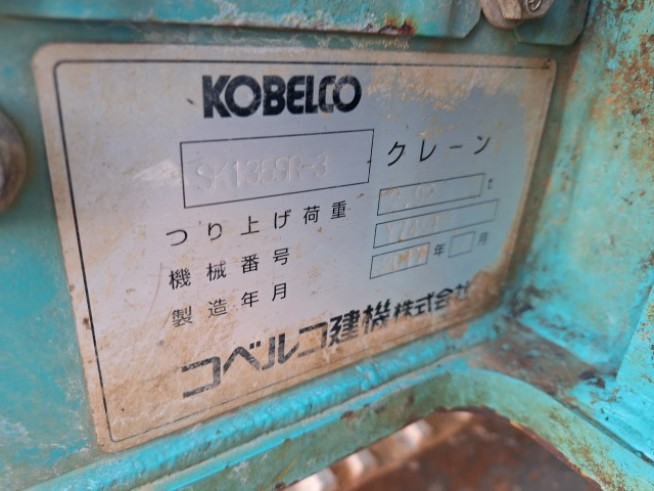 KOBELCO
SK135SR-3 クレーン
つり上げ荷重 t
機械番号
製造年月 年 月
コベルコ建機株式会社